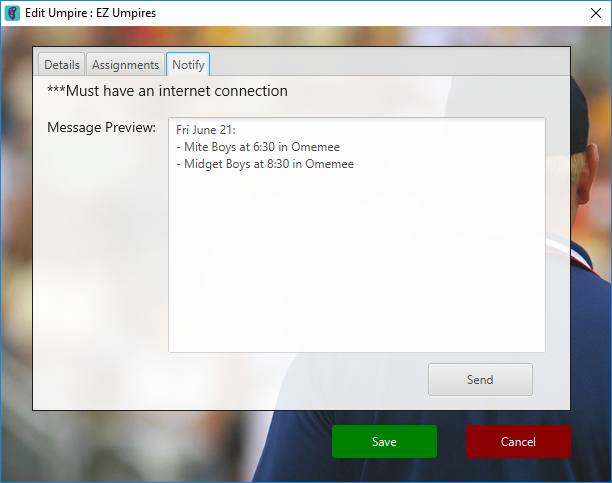 Edit Umpire : EZ Umpires
Details Assignments Notify
***Must have an internet connection
Message Preview:
Fri June 21:
- Mite Boys at 6:30 in Omemee
- Midget Boys at 8:30 in Omemee
Send
Save Cancel